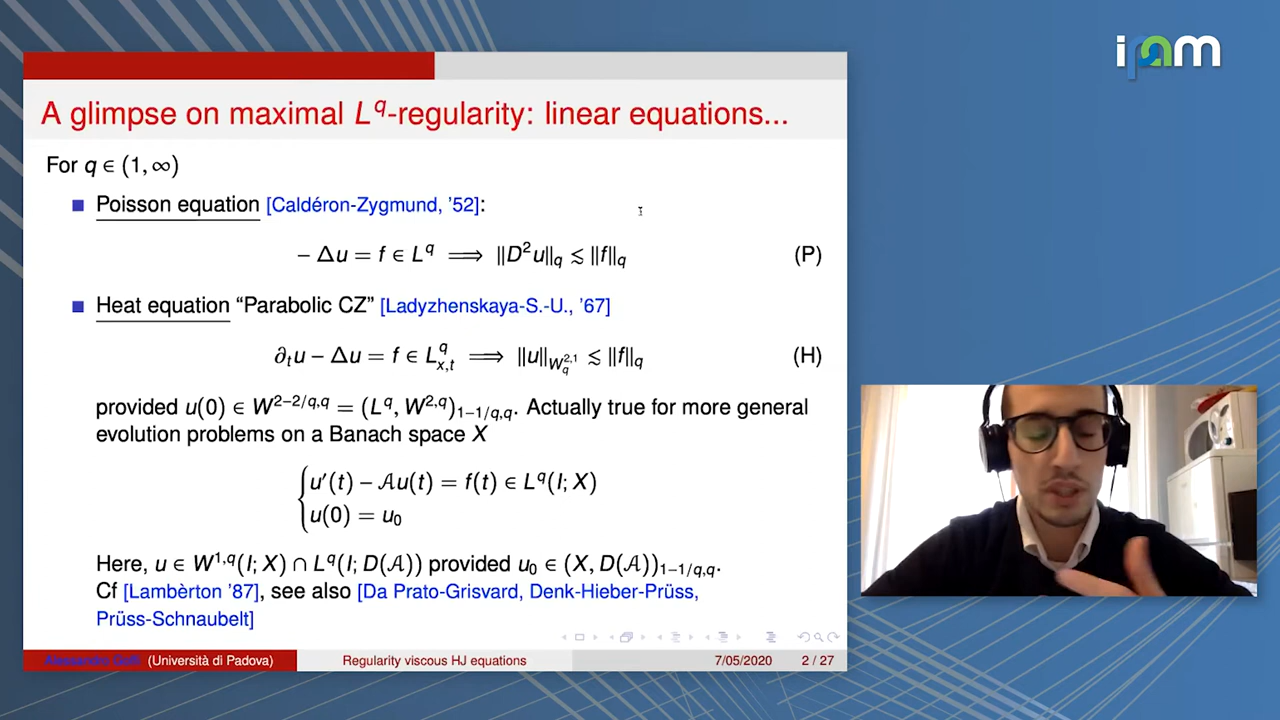 ipam
A glimpse on maximal L^q-regularity: linear equations...
For q ∈ (1, ∞)
Poisson equation [Caldéron-Zygmund, '52]:
− Δu = f ∈ L^q ⟹ ‖D²u‖_q ≲ ‖f‖_q (P)
Heat equation “Parabolic CZ” [Ladyzhenskaya-S.-U., '67]
∂_t u − Δu = f ∈ L^q_{x,t} ⟹ ‖u‖_{W^{2,1}_q} ≲ ‖f‖_q (H)
provided u(0) ∈ W^{2−2/q,q} = (L^q, W^{2,q})_{1−1/q,q}. Actually true for more general
evolution problems on a Banach space X
u′(t) − 𝒜u(t) = f(t) ∈ L^q(I; X)
u(0) = u_0
Here, u ∈ W^{1,q}(I; X) ∩ L^q(I; D(𝒜)) provided u_0 ∈ (X, D(𝒜))_{1−1/q,q}.
Cf [Lambèrton '87], see also [Da Prato-Grisvard, Denk-Hieber-Prüss,
Prüss-Schnaubelt]
Alessandro Goffi (Università di Padova) Regularity viscous HJ equations 7/05/2020 2 / 27